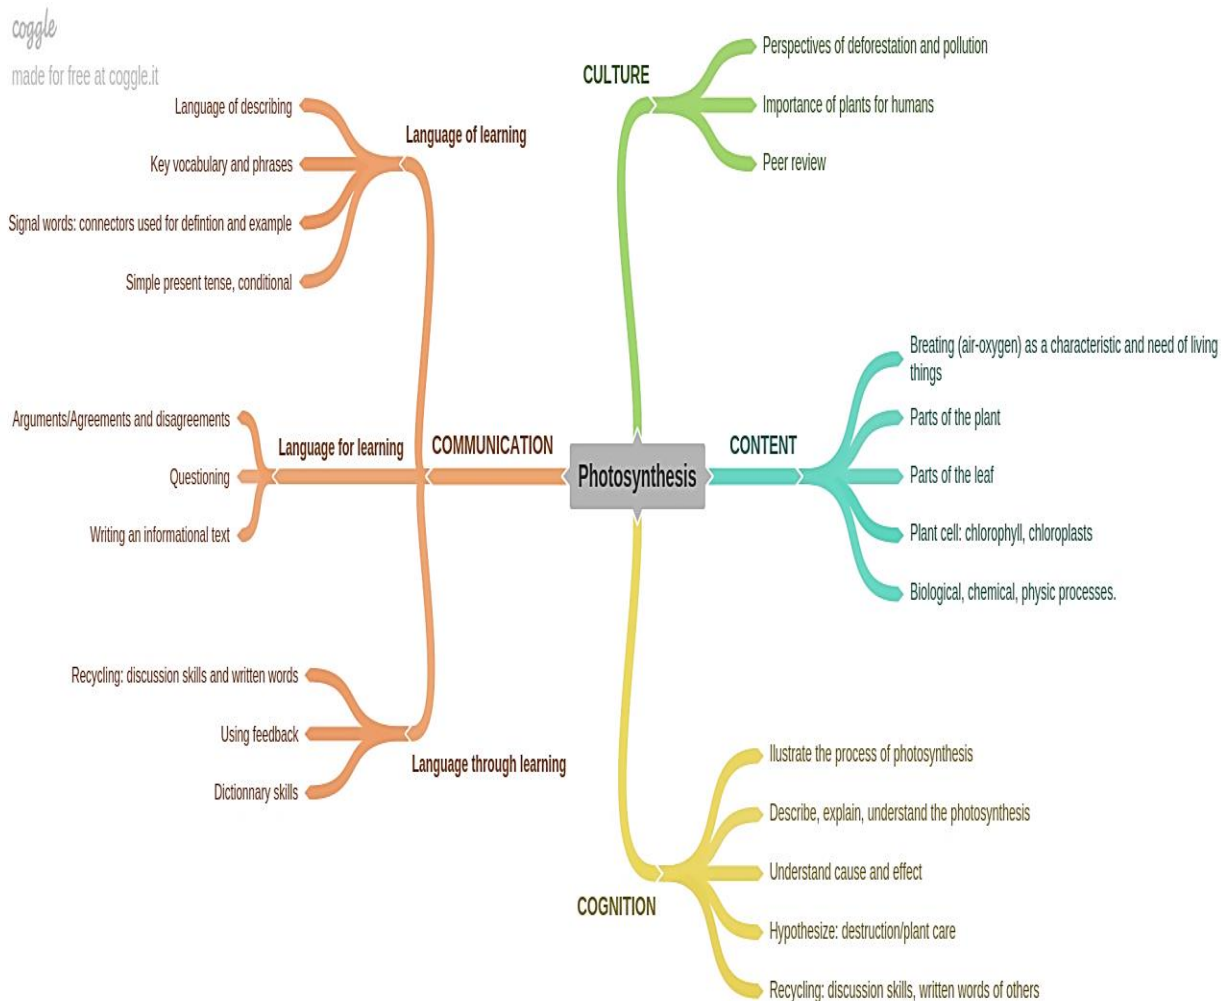 coggle
made for free at coggle.it
Language of describing
Key vocabulary and phrases
Signal words: connectors used for defintion and example
Simple present tense, conditional
Language of learning
Arguments/Agreements and disagreements
Questioning
Writing an informational text
Language for learning
COMMUNICATION
Recycling: discussion skills and written words
Using feedback
Dictionnary skills
Language through learning
Photosynthesis
CULTURE
Perspectives of deforestation and pollution
Importance of plants for humans
Peer review
CONTENT
Breating (air-oxygen) as a characteristic and need of living
things
Parts of the plant
Parts of the leaf
Plant cell: chlorophyll, chloroplasts
Biological, chemical, physic processes.
COGNITION
Ilustrate the process of photosynthesis
Describe, explain, understand the photosynthesis
Understand cause and effect
Hypothesize: destruction/plant care
Recycling: discussion skills, written words of others